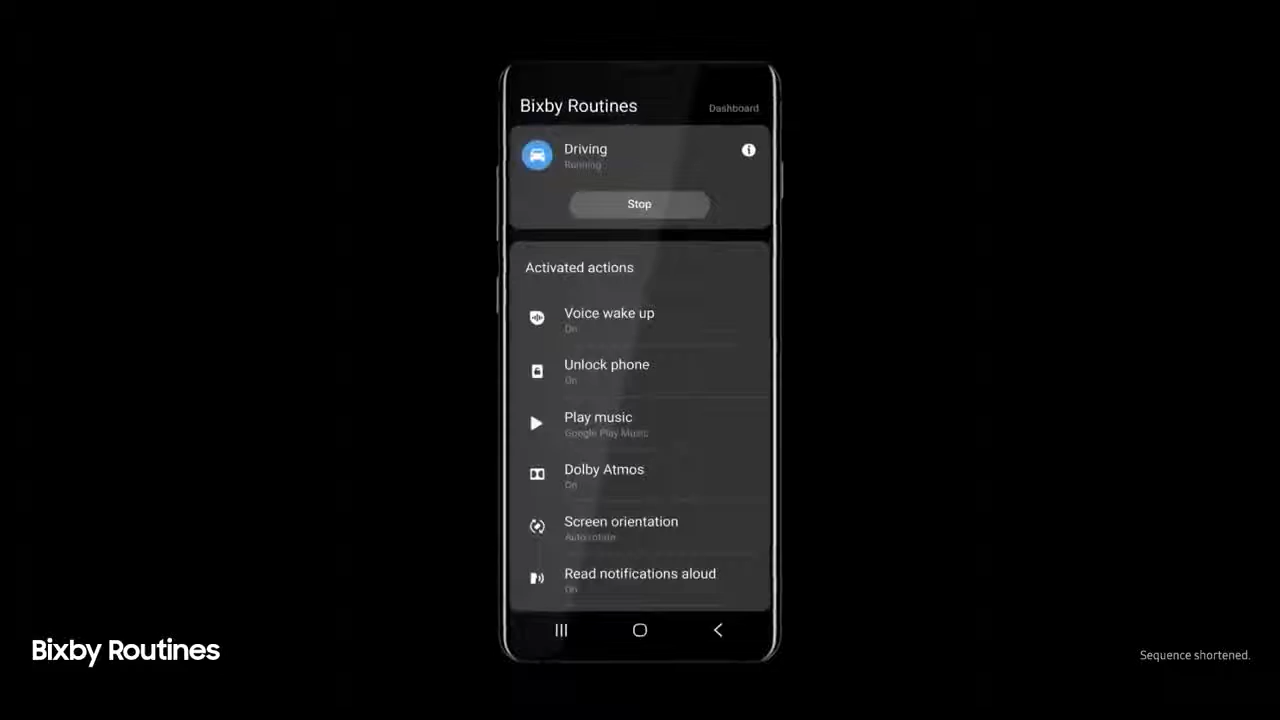 Bixby Routines
Dashboard
Driving
Running
Stop
Activated actions
Voice wake up
On
Unlock phone
On
Play music
Google Play Music
Dolby Atmos
On
Screen orientation
Auto rotate
Read notifications aloud
On
Bixby Routines
Sequence shortened.